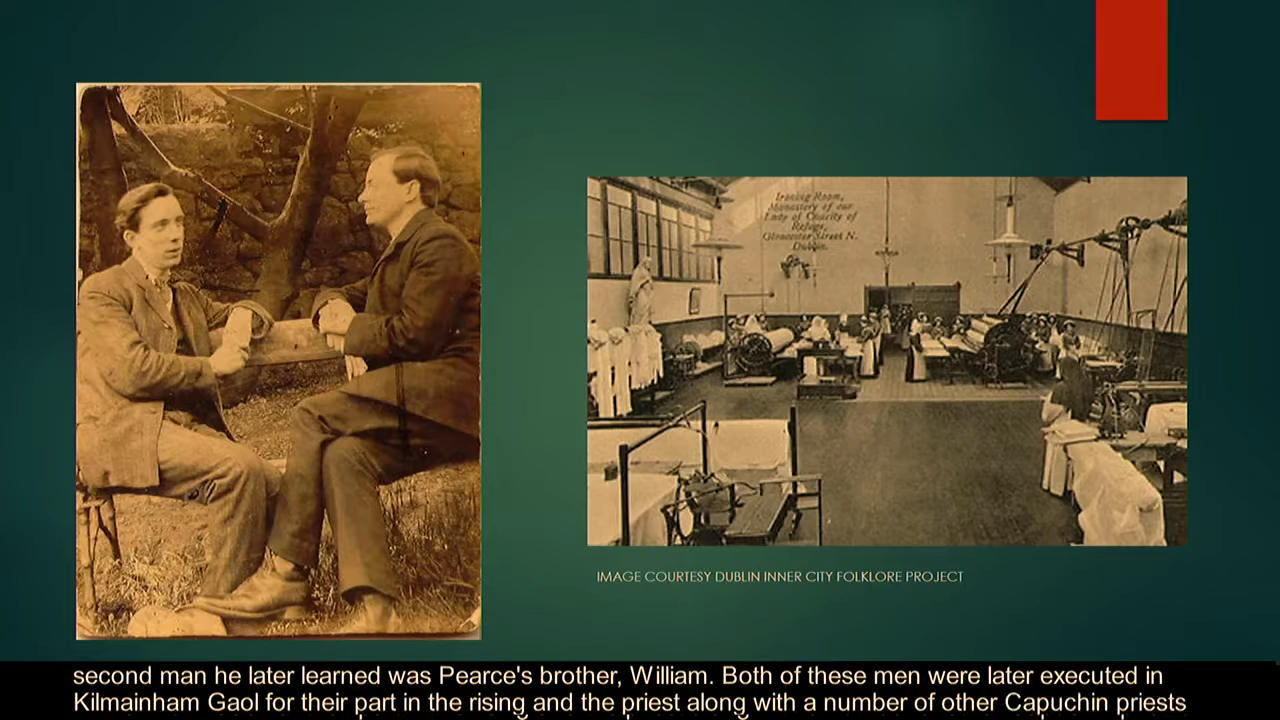 Ironing Room,
Monastery of our
Lady of Charity of
Refuge,
Gloucester Street N.
Dublin.
IMAGE COURTESY DUBLIN INNER CITY FOLKLORE PROJECT
second man he later learned was Pearce's brother, William. Both of these men were later executed in
Kilmainham Gaol for their part in the rising and the priest along with a number of other Capuchin priests